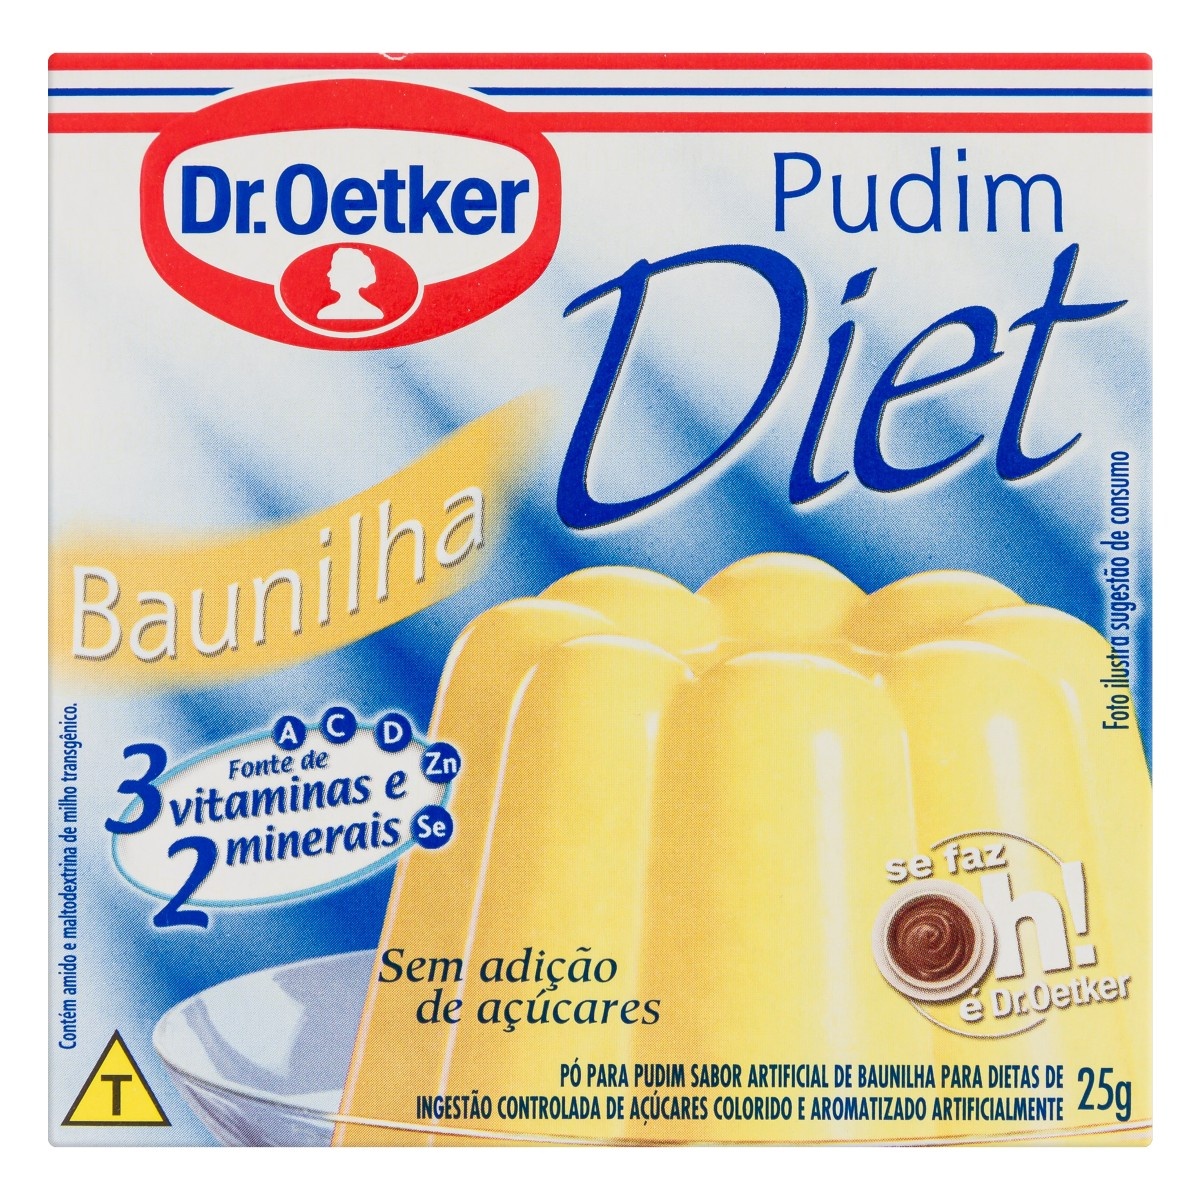 Dr.Oetker
Pudim
Diet
Baunilha
A C D
Zn
Se
3
Fonte de
vitaminas e
2 minerais
Sem adição
de açúcares
se faz
Oh!
é Dr.Oetker
PÓ PARA PUDIM SABOR ARTIFICIAL DE BAUNILHA PARA DIETAS DE
INGESTÃO CONTROLADA DE AÇÚCARES COLORIDO E AROMATIZADO ARTIFICIALMENTE
25g
T
Contém amido e maltodextrina de milho transgênico.
Foto ilustra sugestão de consumo